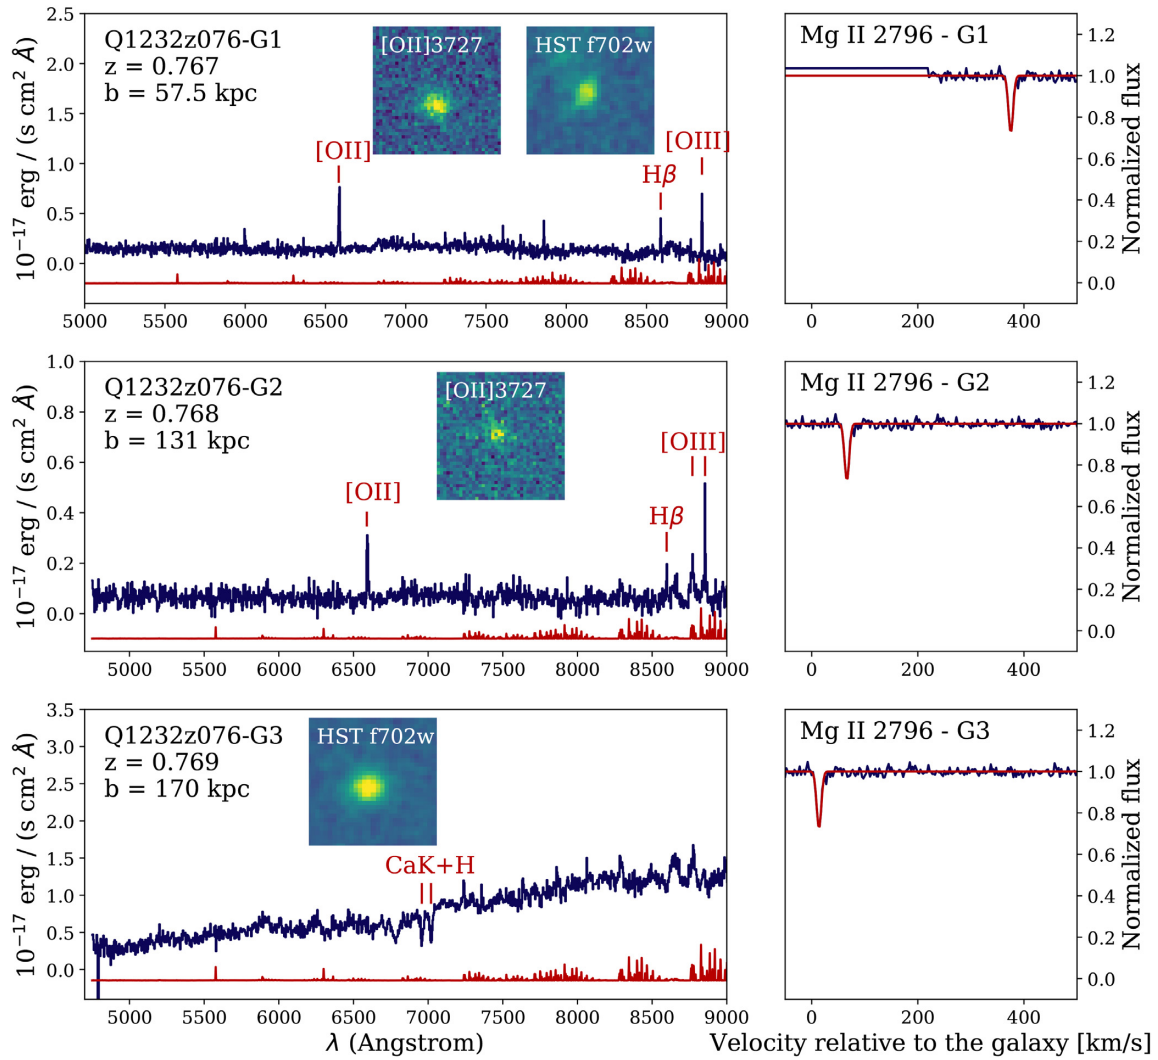 Q1232z076-G1
z = 0.767
b = 57.5 kpc
[OII]3727
HST f702w
[OII]
Hβ
[OIII]
10⁻¹⁷ erg / (s cm² Å)
2.5
2.0
1.5
1.0
0.5
0.0
5000 5500 6000 6500 7000 7500 8000 8500 9000
Mg II 2796 - G1
1.2
1.0
0.8
0.6
0.4
0.2
0.0
Normalized flux
0 200 400
Q1232z076-G2
z = 0.768
b = 131 kpc
[OII]3727
[OII]
Hβ
[OIII]
10⁻¹⁷ erg / (s cm² Å)
1.0
0.8
0.6
0.4
0.2
0.0
5000 5500 6000 6500 7000 7500 8000 8500 9000
Mg II 2796 - G2
1.2
1.0
0.8
0.6
0.4
0.2
0.0
Normalized flux
0 200 400
Q1232z076-G3
z = 0.769
b = 170 kpc
HST f702w
CaK+H
10⁻¹⁷ erg / (s cm² Å)
3.5
3.0
2.5
2.0
1.5
1.0
0.5
0.0
5000 5500 6000 6500 7000 7500 8000 8500 9000
λ (Angstrom)
Mg II 2796 - G3
1.2
1.0
0.8
0.6
0.4
0.2
0.0
Normalized flux
0 200 400
Velocity relative to the galaxy [km/s]